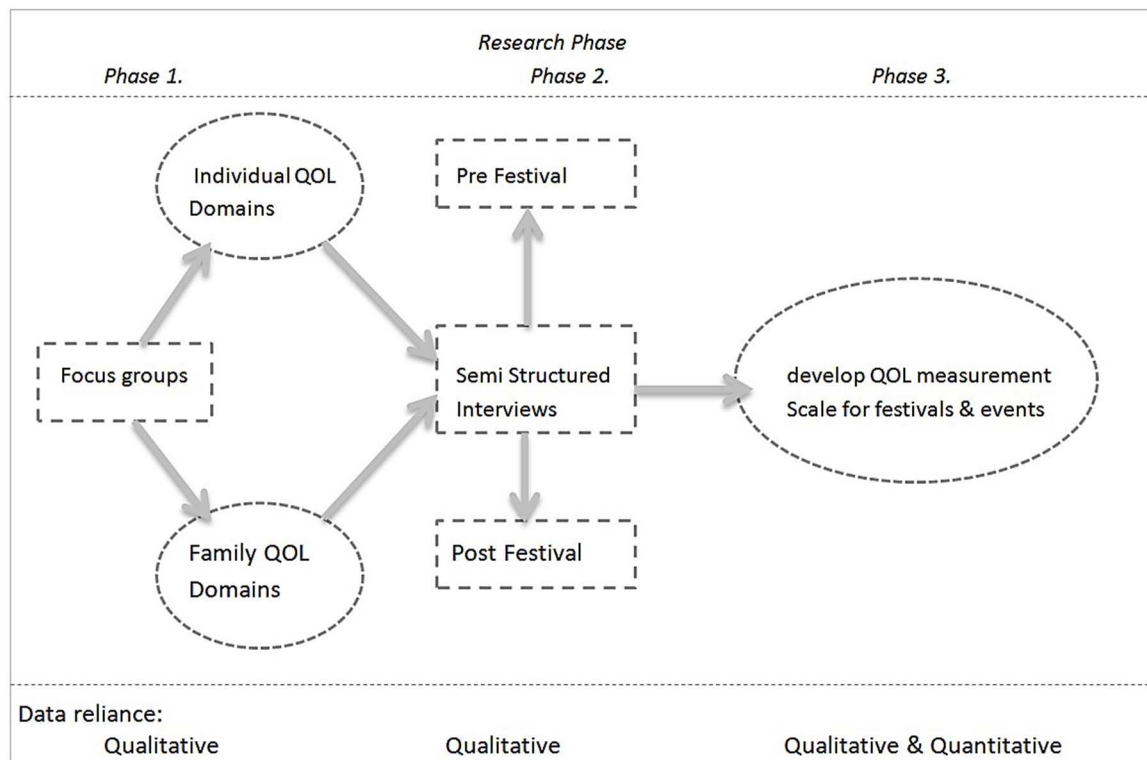 Research Phase
Phase 1.
Phase 2.
Phase 3.
Individual QOL
Domains
Pre Festival
Focus groups
Semi Structured
Interviews
develop QOL measurement
Scale for festivals & events
Family QOL
Domains
Post Festival
Data reliance:
Qualitative
Qualitative
Qualitative & Quantitative